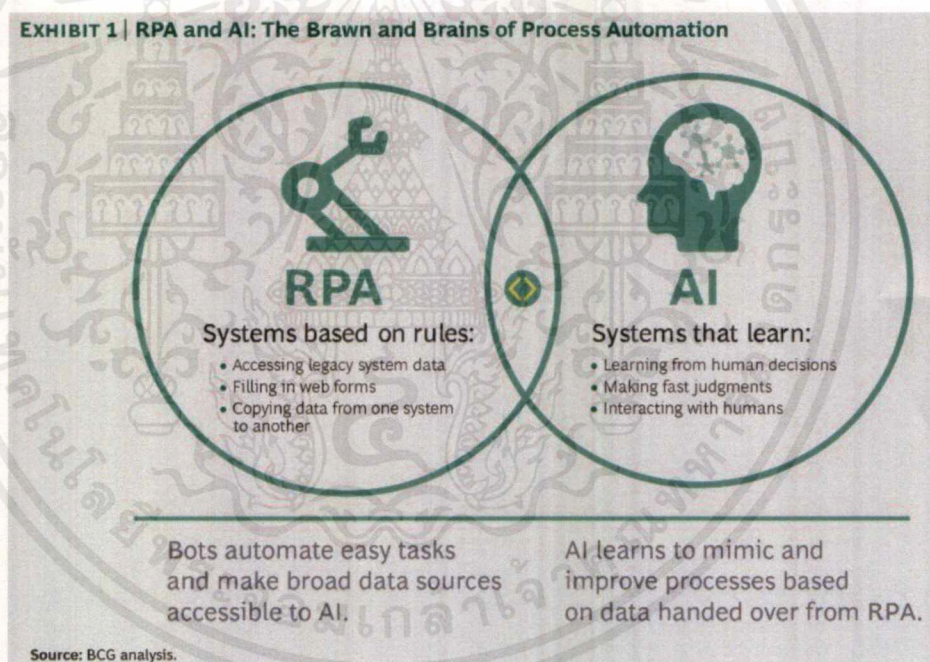 EXHIBIT 1 | RPA and AI: The Brawn and Brains of Process Automation
RPA
Systems based on rules:
• Accessing legacy system data
• Filling in web forms
• Copying data from one system
to another
AI
Systems that learn:
• Learning from human decisions
• Making fast judgments
• Interacting with humans
Bots automate easy tasks
and make broad data sources
accessible to AI.
AI learns to mimic and
improve processes based
on data handed over from RPA.
Source: BCG analysis.